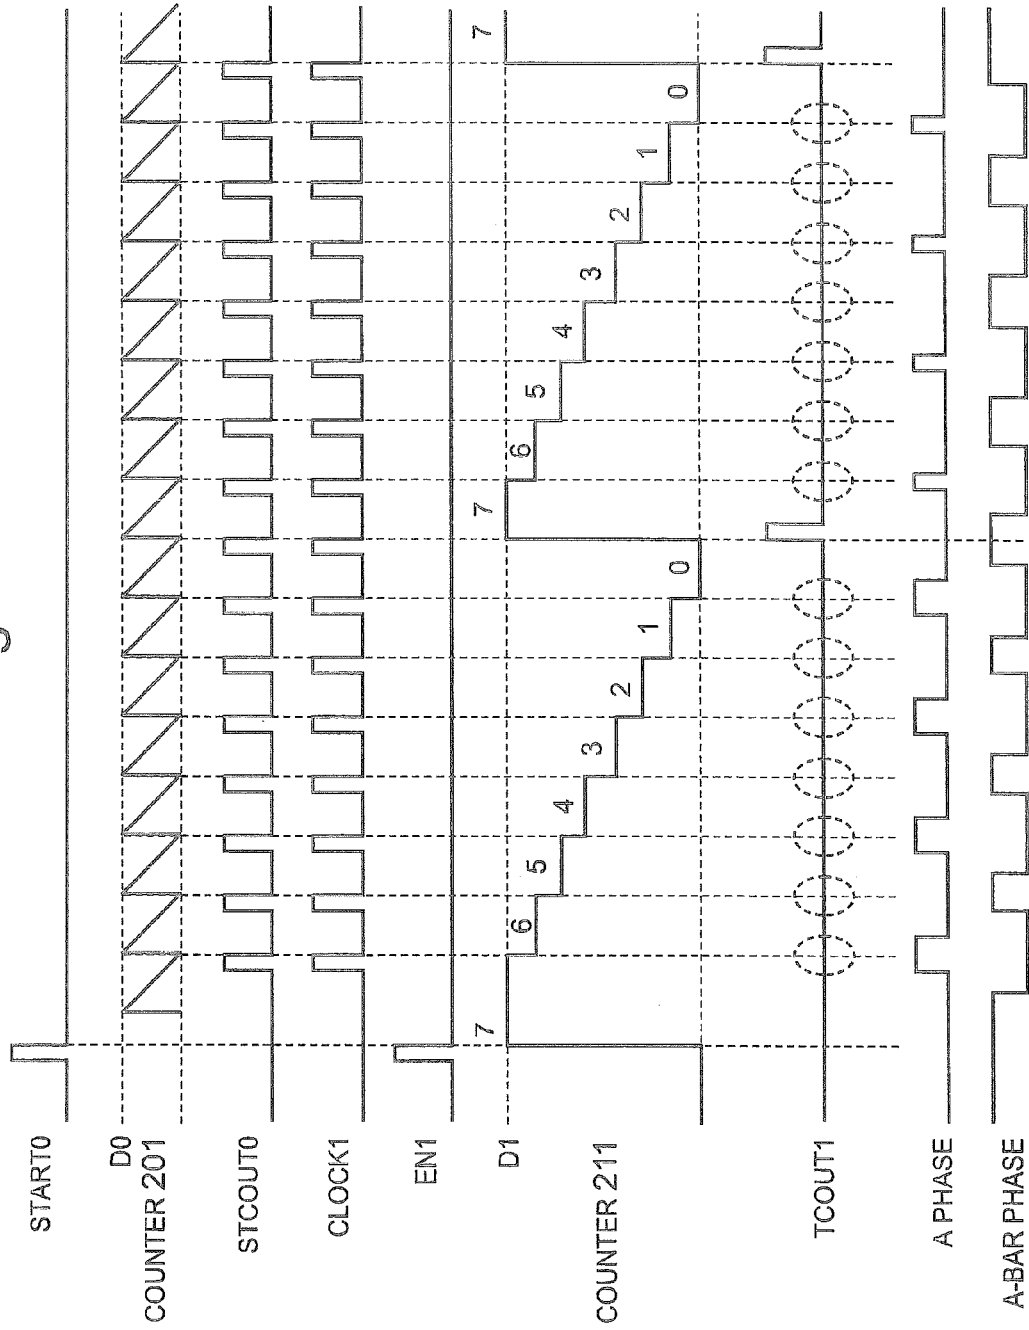 START0
D0
COUNTER 201
STCOUT0
CLOCK1
EN1
D1
COUNTER 211
7 6 5 4 3 2 1 0 7 6 5 4 3 2 1 0 7
TCOUT1
A PHASE
A-BAR PHASE